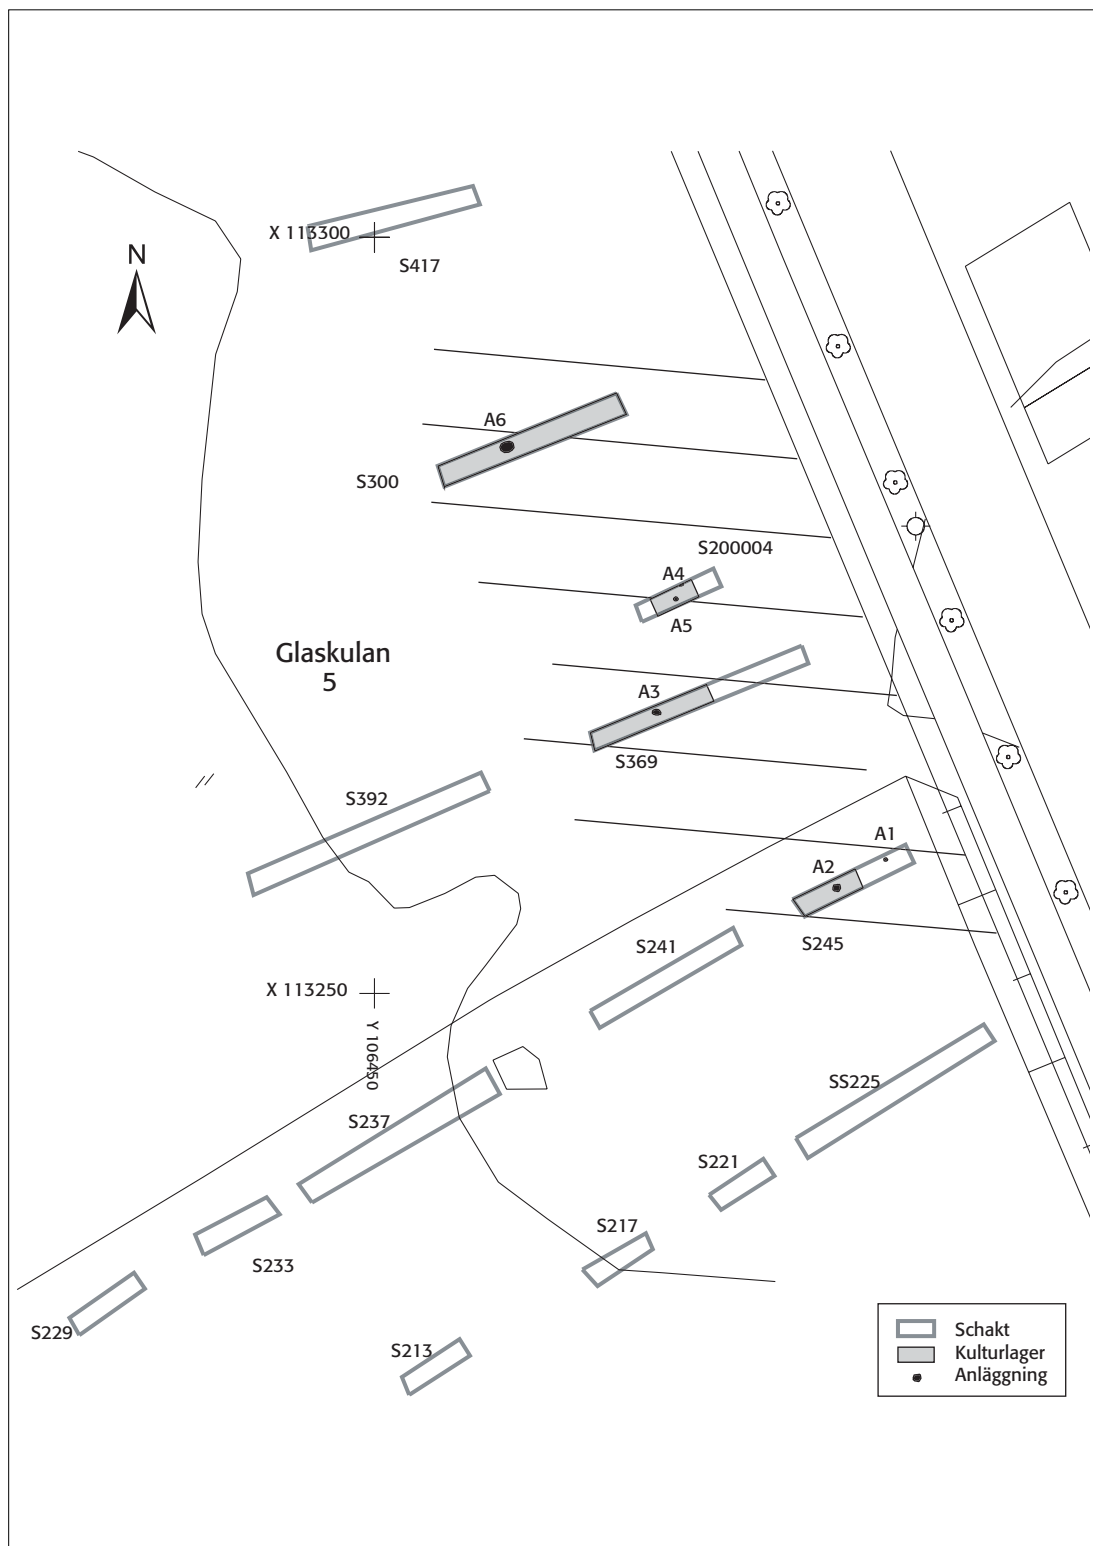 X 113300
S417
N
A6
S300
S200004
A4
A5
Glaskulan
5
A3
S369
S392
A1
A2
S245
S241
X 113250
Y 106450
SS225
S237
S221
S217
S233
S229
S213
Schakt
Kulturlager
Anläggning